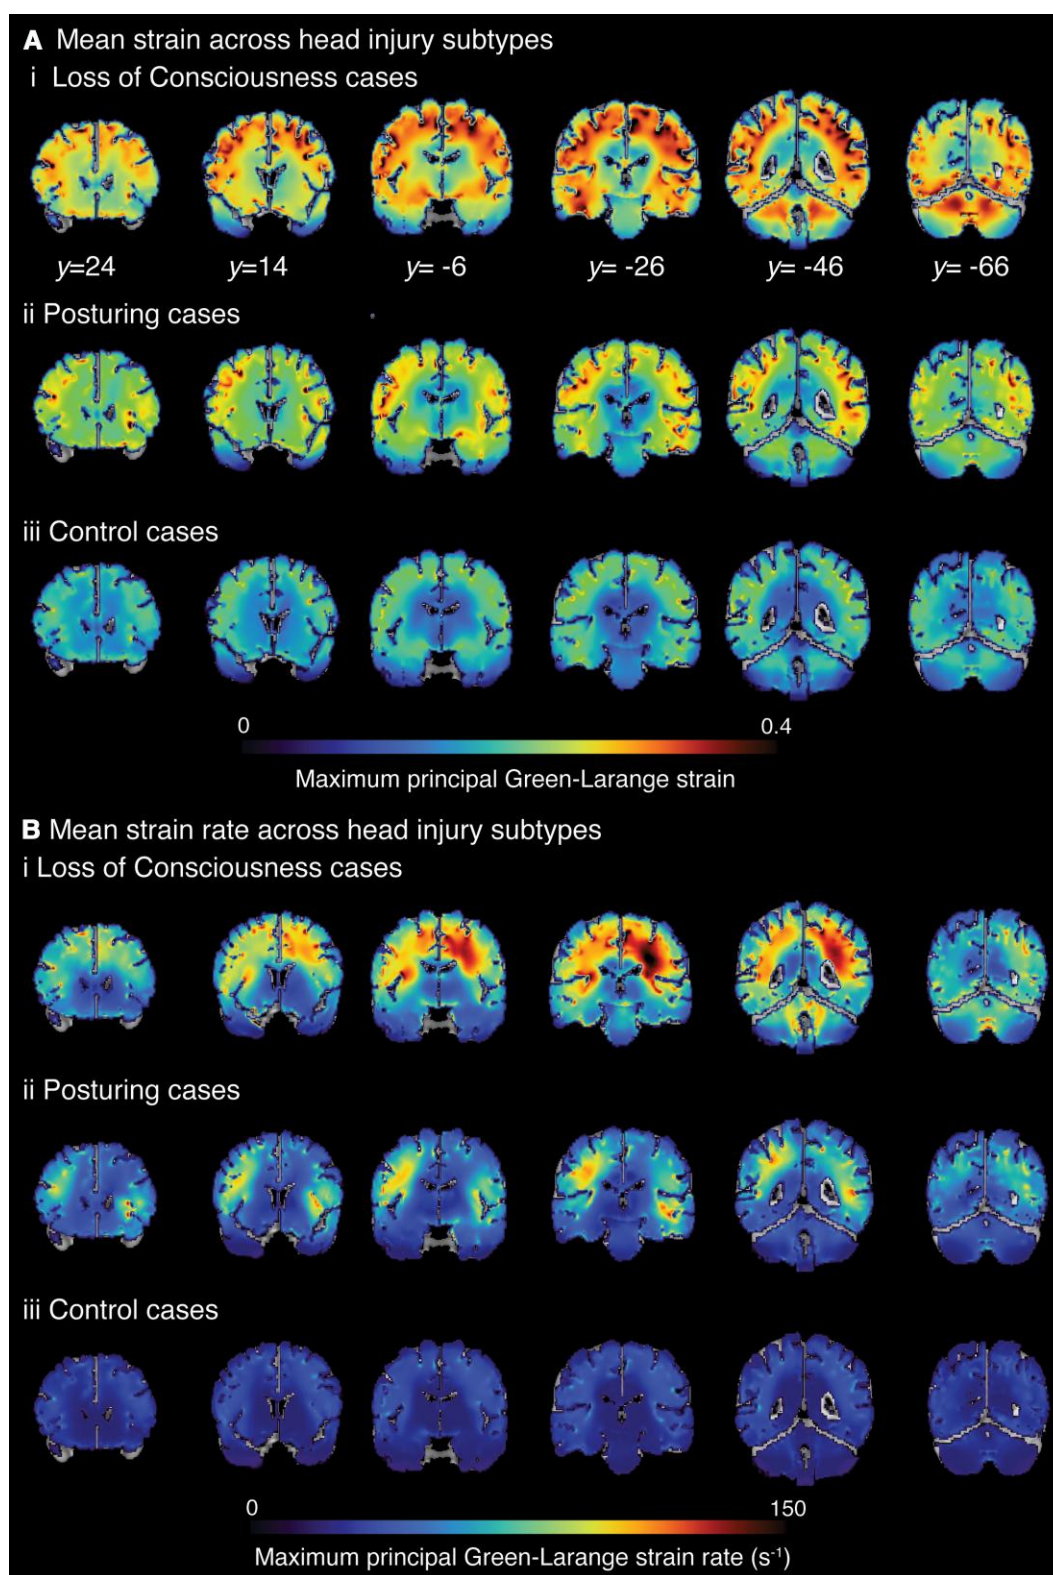 A Mean strain across head injury subtypes
i Loss of Consciousness cases
y=24 y=14 y= -6 y= -26 y= -46 y= -66
ii Posturing cases
iii Control cases
0 0.4
Maximum principal Green-Larange strain
B Mean strain rate across head injury subtypes
i Loss of Consciousness cases
ii Posturing cases
iii Control cases
0 150
Maximum principal Green-Larange strain rate (s⁻¹)